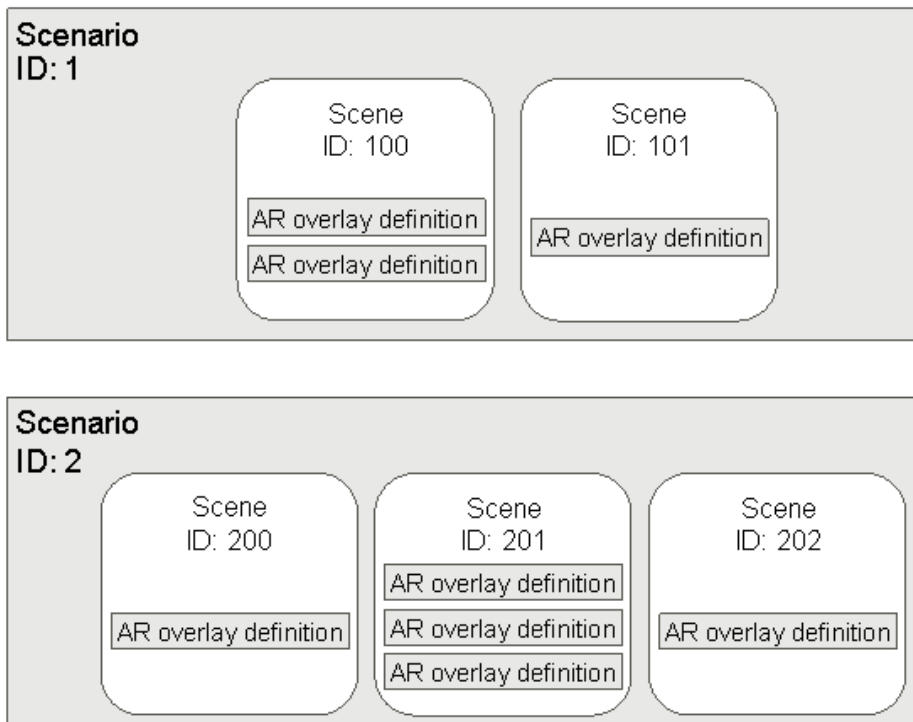 Scenario
ID: 1
Scene
ID: 100
AR overlay definition
AR overlay definition
Scene
ID: 101
AR overlay definition
Scenario
ID: 2
Scene
ID: 200
AR overlay definition
Scene
ID: 201
AR overlay definition
AR overlay definition
AR overlay definition
Scene
ID: 202
AR overlay definition